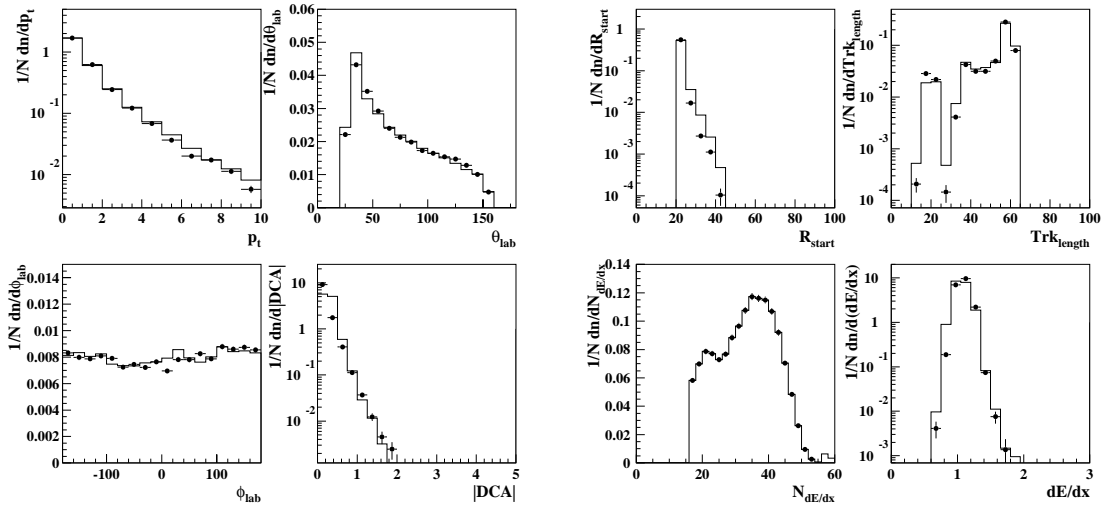 1/N dn/dp_t
1
10^-1
10^-2
0 2 4 6 8 10
p_t
1/N dn/dθ_lab
0.06
0.05
0.04
0.03
0.02
0.01
0
0 50 100 150
θ_lab
1/N dn/dR_start
1
10^-1
10^-2
10^-3
10^-4
0 20 40 60 80 100
R_start
1/N dn/dTrk_length
1
10^-1
10^-2
10^-3
10^-4
0 20 40 60 80 100
Trk_length
1/N dn/dϕ_lab
0.014
0.012
0.01
0.008
0.006
0.004
0.002
0
-100 0 100
ϕ_lab
1/N dn/d|DCA|
10
1
10^-1
10^-2
0 1 2 3 4 5
|DCA|
1/N dn/dN_dE/dx
0.14
0.12
0.1
0.08
0.06
0.04
0.02
0
0 20 40 60
N_dE/dx
1/N dn/d(dE/dx)
10
1
10^-1
10^-2
10^-3
0 1 2 3
dE/dx